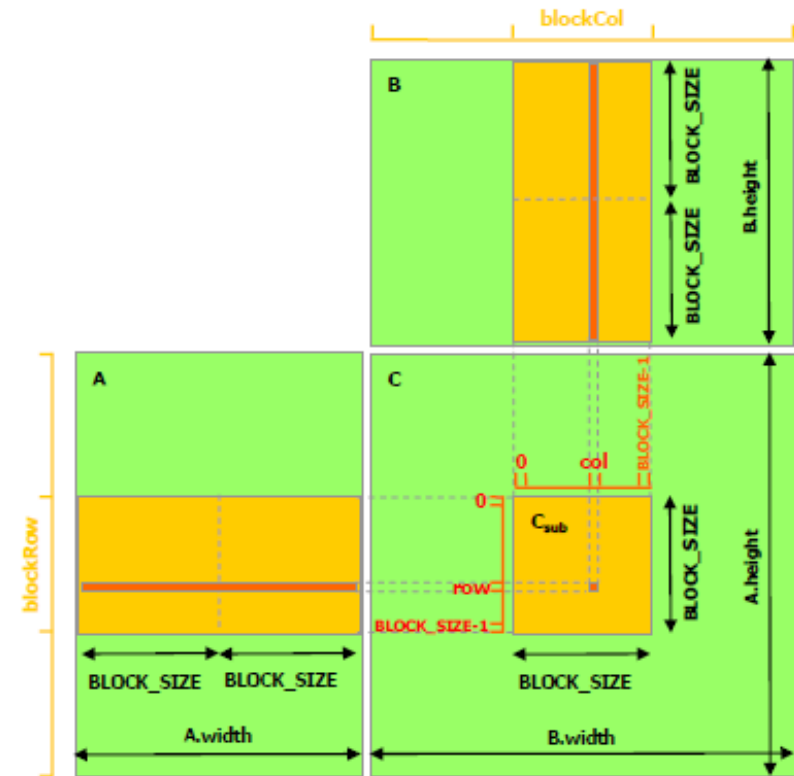 blockCol
B
BLOCK_SIZE
BLOCK_SIZE
B.height
A
C
BLOCK_SIZE-1
0
col
0
C_sub
blockRow
row
BLOCK_SIZE
A.height
BLOCK_SIZE-1
BLOCK_SIZE
BLOCK_SIZE
BLOCK_SIZE
A.width
B.width